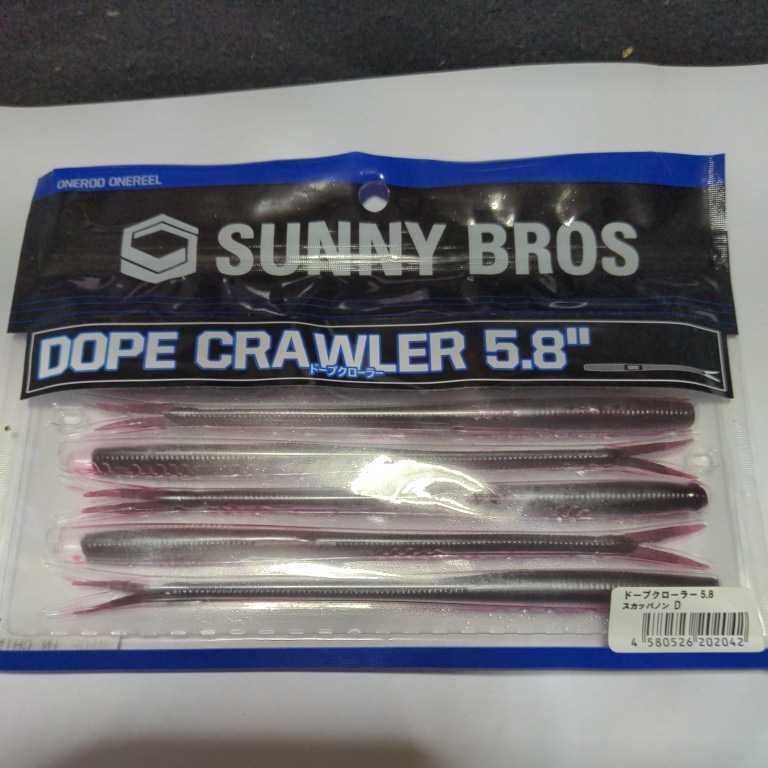 ONEROD ONEREEL
SUNNY BROS
DOPE CRAWLER 5.8"
ドープクローラー
ドープクローラー 5.8
スカッパノン D
4 580526 202042